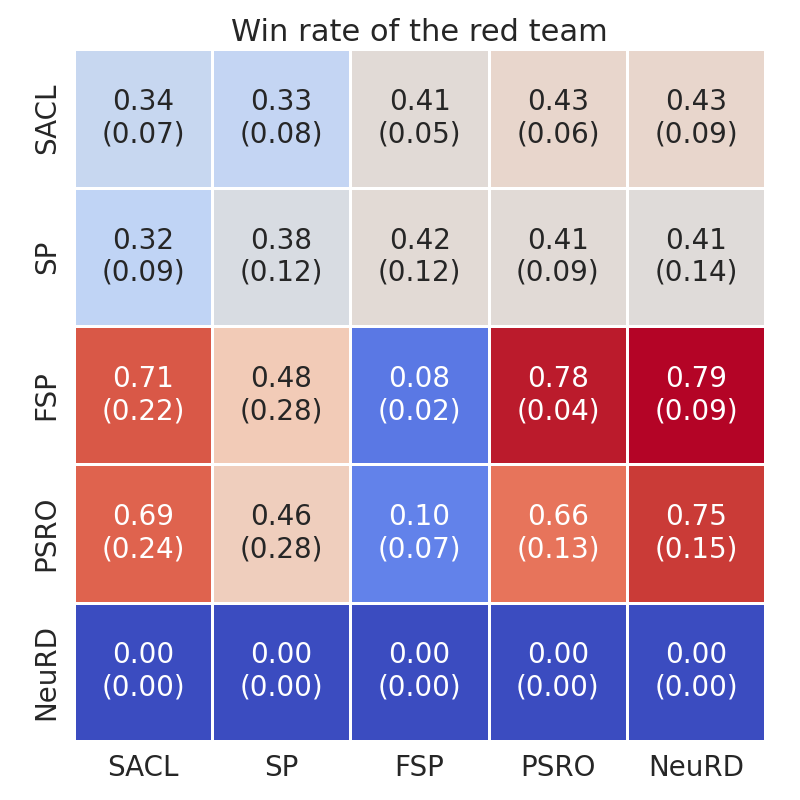 Win rate of the red team
SACL
0.34 0.33 0.41 0.43 0.43
(0.07) (0.08) (0.05) (0.06) (0.09)
SP
0.32 0.38 0.42 0.41 0.41
(0.09) (0.12) (0.12) (0.09) (0.14)
FSP
0.71 0.48 0.08 0.78 0.79
(0.22) (0.28) (0.02) (0.04) (0.09)
PSRO
0.69 0.46 0.10 0.66 0.75
(0.24) (0.28) (0.07) (0.13) (0.15)
NeuRD
0.00 0.00 0.00 0.00 0.00
(0.00) (0.00) (0.00) (0.00) (0.00)
SACL SP FSP PSRO NeuRD